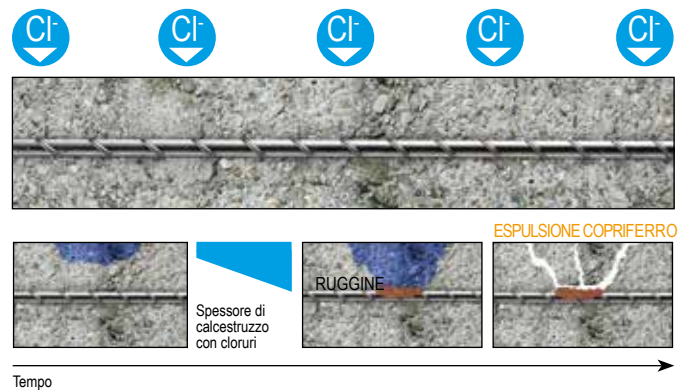 Cl-
Cl-
Cl-
Cl-
Cl-
ESPULSIONE COPRIFERRO
RUGGINE
Spessore di
calcestruzzo
con cloruri
Tempo